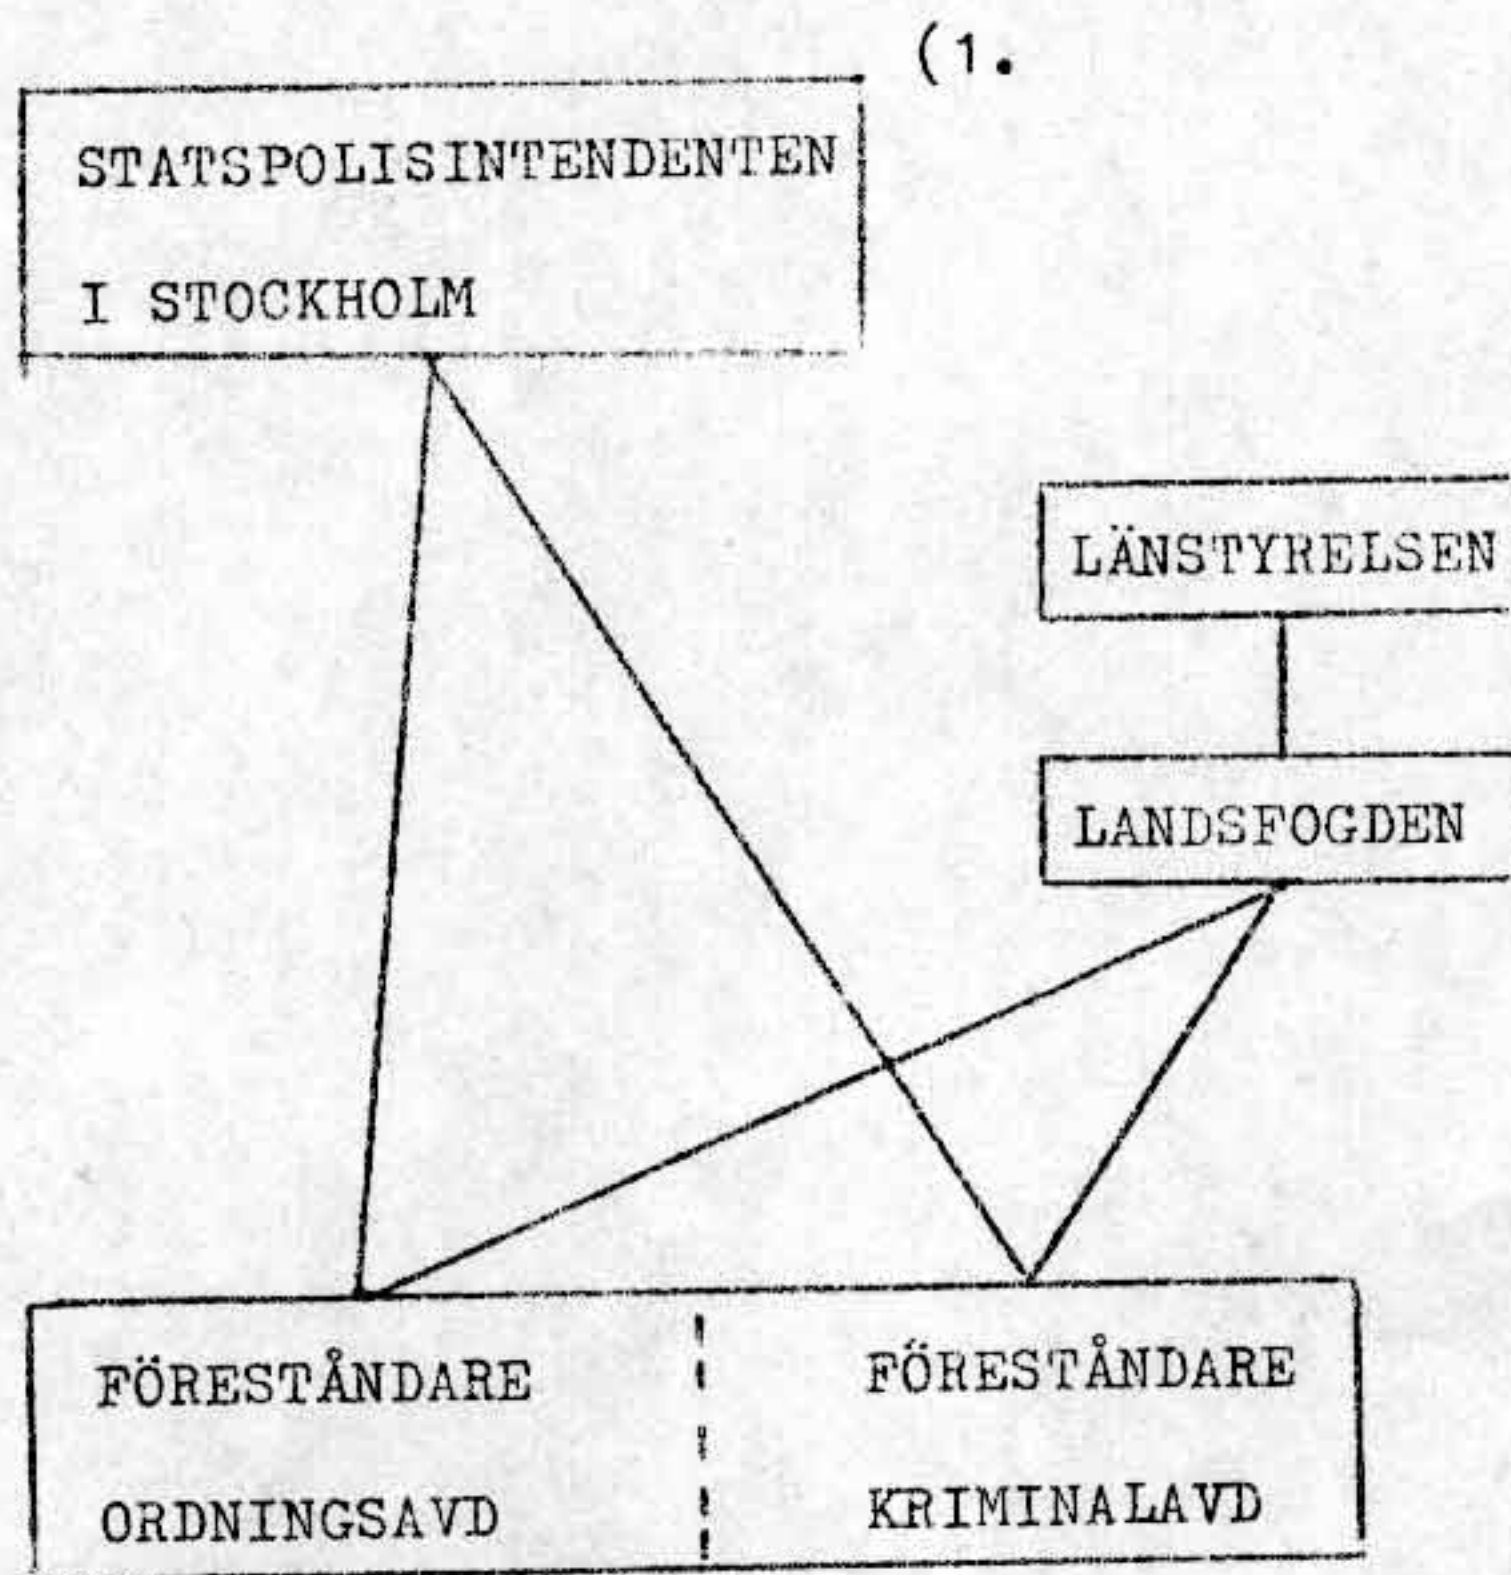 (1.
STATSPOLISINTENDENTEN
I STOCKHOLM
LÄNSTYRELSEN
LANDSFOGDEN
FÖRESTÅNDARE
ORDNINGSAVD
FÖRESTÅNDARE
KRIMINALAVD